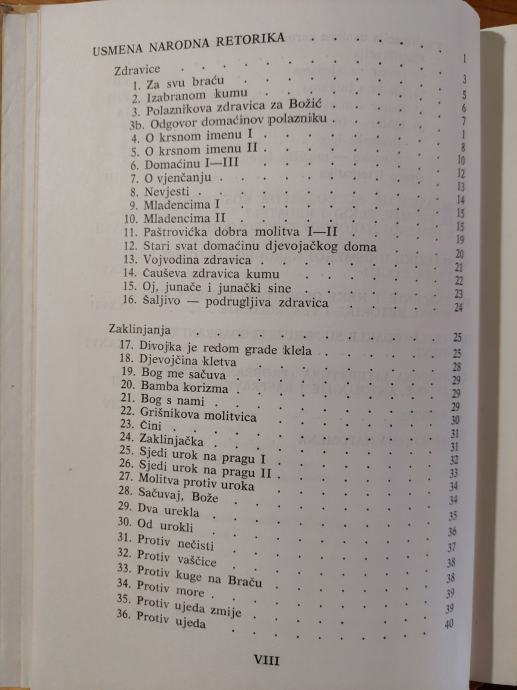 USMENA NARODNA RETORIKA . . . . . . 1
Zdravice . . . . . . . . . . 3
1. Za svu braću . . . . . . . . 5
2. Izabranom kumu . . . . . . . 6
3. Polaznikova zdravica za Božić . . . . 7
3b. Odgovor domaćinov polazniku . . . . 1
4. O krsnom imenu I . . . . . . . 8
5. O krsnom imenu II . . . . . . . 10
6. Domaćinu I—III . . . . . . . 12
7. O vjenčanju . . . . . . . . 13
8. Nevjesti . . . . . . . . . 14
9. Mladencima I . . . . . . . . 15
10. Mladencima II . . . . . . . . 15
11. Paštrovićka dobra molitva I—II . . . . 19
12. Stari svat domaćinu djevojačkog doma . . 20
13. Vojvodina zdravica . . . . . . . 21
14. Čauševa zdravica kumu . . . . . . 22
15. Oj, junače i junački sine . . . . . 23
16. Šaljivo — podrugljiva zdravica . . . . 24
Zaklinjanja . . . . . . . . . 25
17. Divojka je redom grade klela . . . . 25
18. Djevojčina kletva . . . . . . . 28
19. Bog me sačuva . . . . . . . 29
20. Bamba korizma . . . . . . . 29
21. Bog s nami . . . . . . . . 29
22. Grišnikova molitvica . . . . . . 30
23. Čini . . . . . . . . . . 31
24. Zaklinjačka . . . . . . . . 31
25. Sjedi urok na pragu I . . . . . . 32
26. Sjedi urok na pragu II . . . . . . 33
27. Molitva protiv uroka . . . . . . 34
28. Sačuvaj, Bože . . . . . . . 34
29. Dva urekla . . . . . . . . 35
30. Od urokli . . . . . . . . 36
31. Protiv nečisti . . . . . . . 37
32. Protiv vaščice . . . . . . . 38
33. Protiv kuge na Braču . . . . . . 38
34. Protiv more . . . . . . . . 39
35. Protiv ujeda zmije . . . . . . 39
36. Protiv ujeda . . . . . . . . 40
VIII